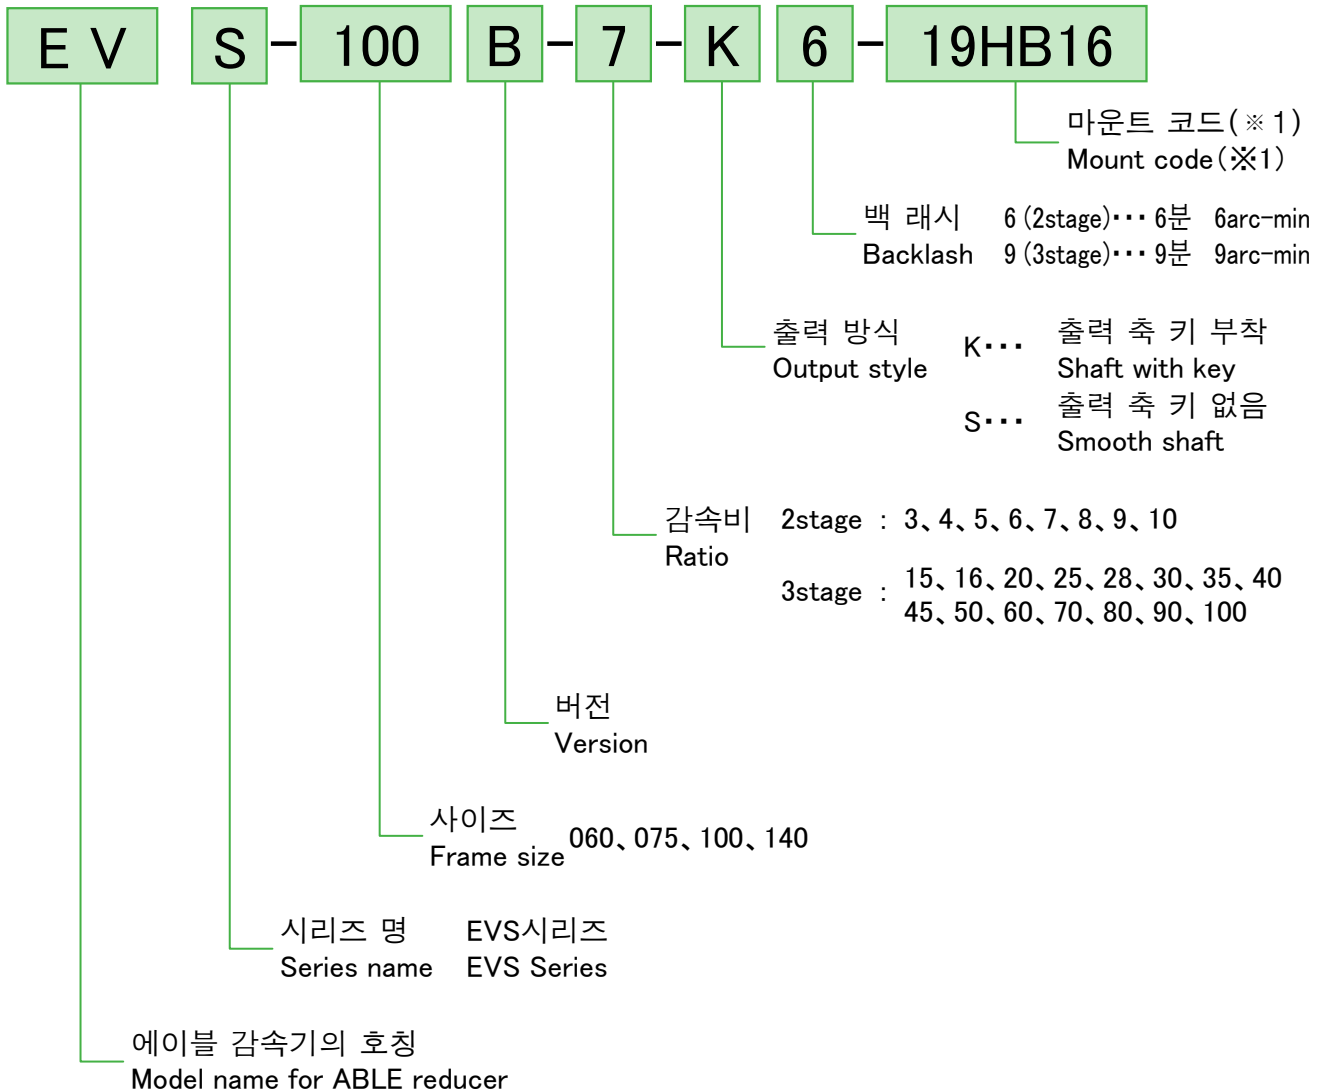 EV S-100 B-7-K 6-19HB16
마운트 코드(※1)
Mount code(※1)
백 래시 6(2stage)・・・6분 6arc-min
Backlash 9(3stage)・・・9분 9arc-min
출력 방식 K・・・ 출력 축 키 부착
Output style Shaft with key
S・・・ 출력 축 키 없음
Smooth shaft
감속비 2stage : 3、4、5、6、7、8、9、10
Ratio
3stage : 15、16、20、25、28、30、35、40
45、50、60、70、80、90、100
버전
Version
사이즈
Frame size 060、075、100、140
시리즈 명 EVS시리즈
Series name EVS Series
에이블 감속기의 호칭
Model name for ABLE reducer